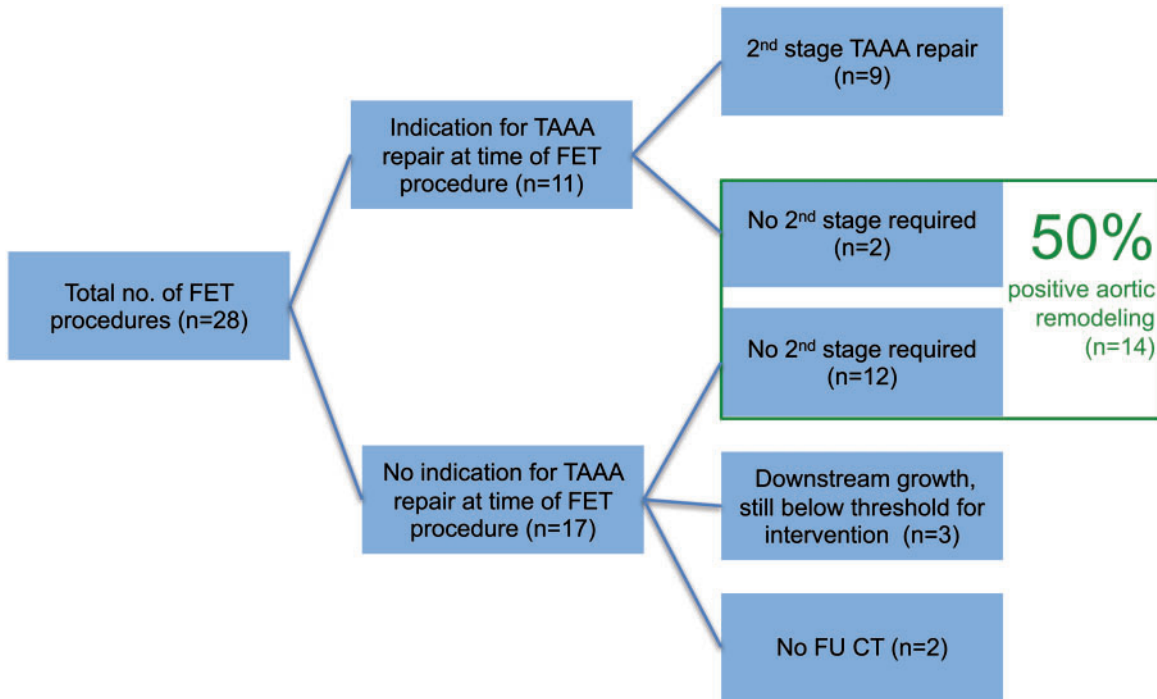 Total no. of FET
procedures (n=28)
Indication for TAAA
repair at time of FET
procedure (n=11)
No indication for TAAA
repair at time of FET
procedure (n=17)
2nd stage TAAA repair
(n=9)
No 2nd stage required
(n=2)
No 2nd stage required
(n=12)
50%
positive aortic
remodeling
(n=14)
Downstream growth,
still below threshold for
intervention (n=3)
No FU CT (n=2)